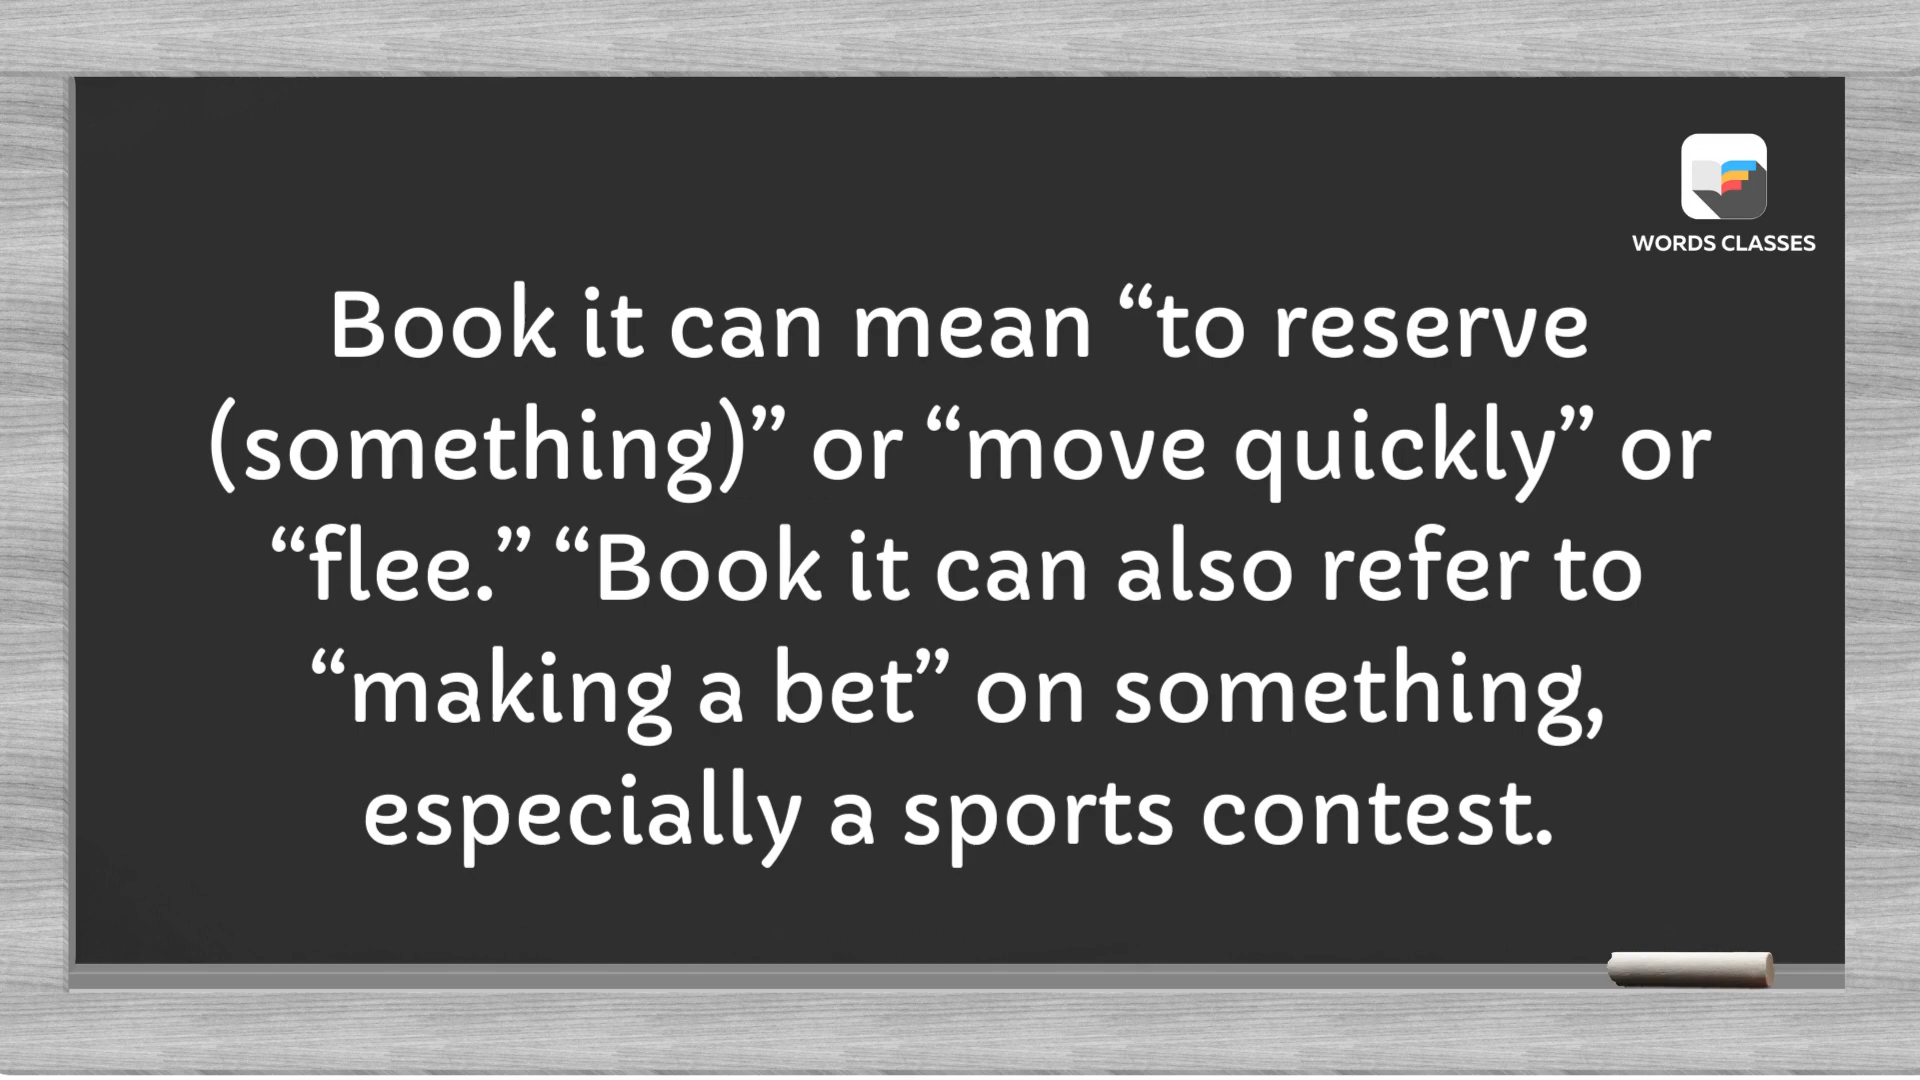 WORDS CLASSES
Book it can mean “to reserve
(something)” or “move quickly” or
“flee.” “Book it can also refer to
“making a bet” on something,
especially a sports contest.